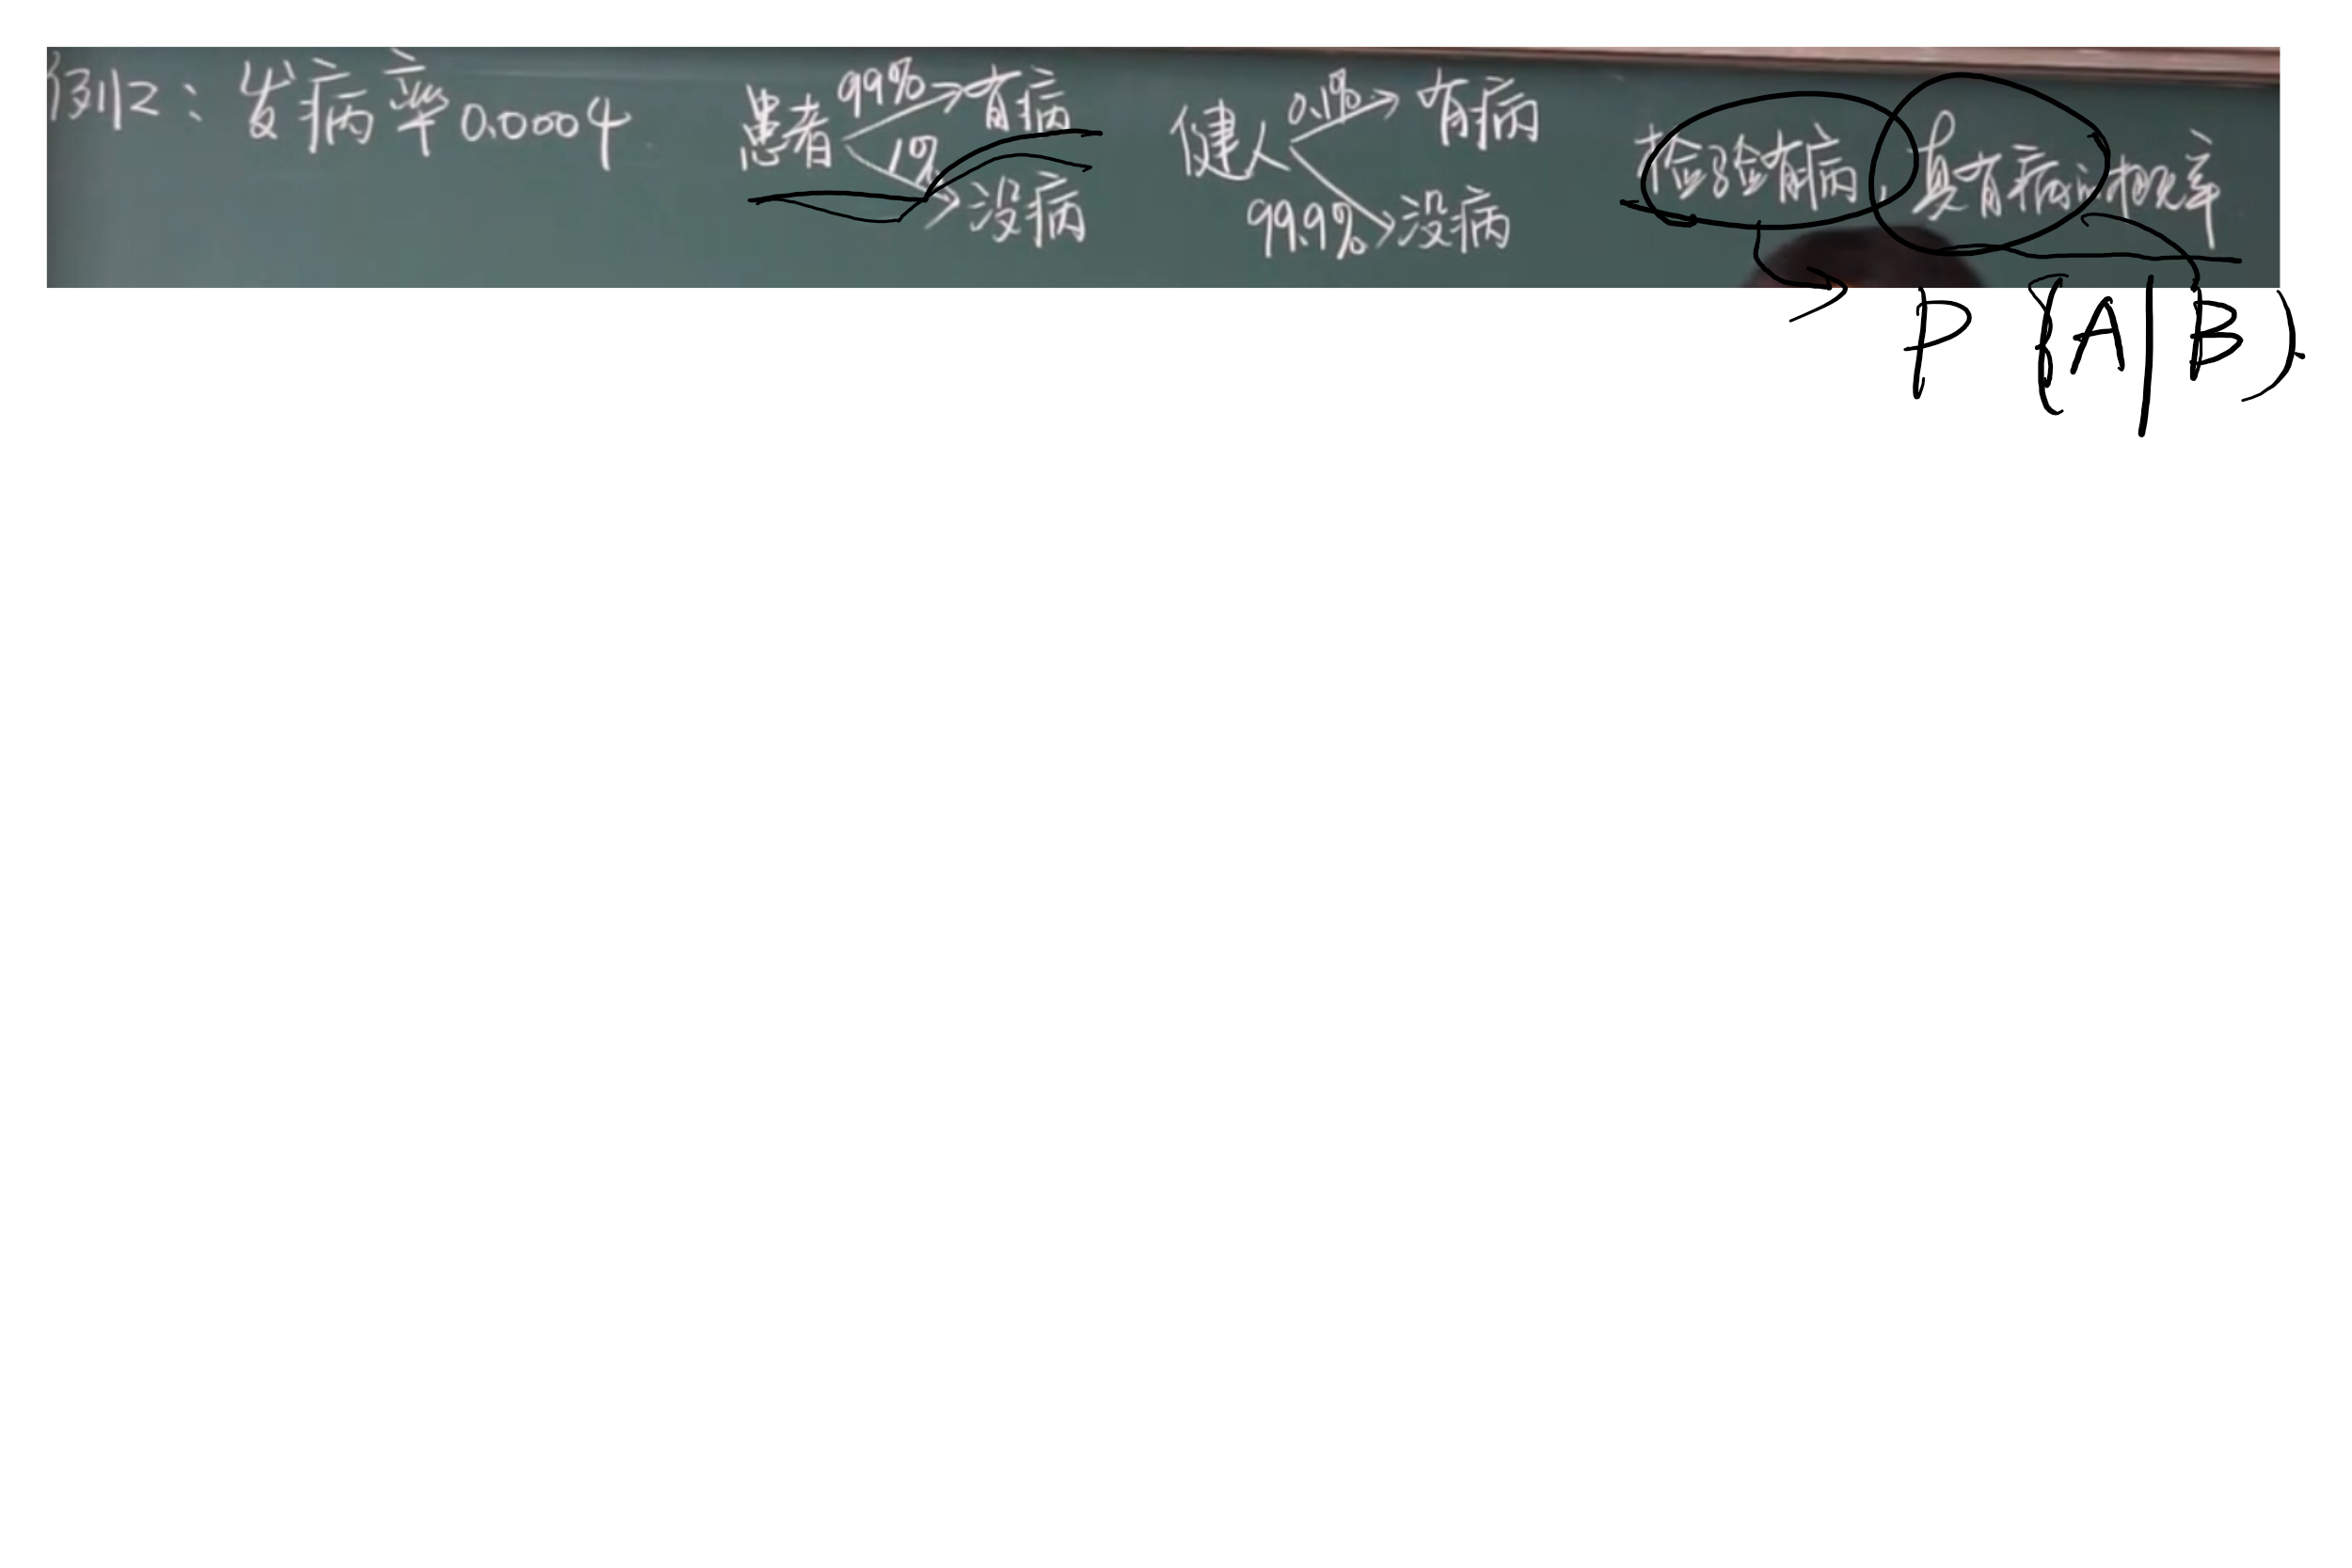 例2：发病率0.0004 患者 99% 有病 健人 0.1% 有病 检验有病，真有病的概率
1% 没病 99.9% 没病
P(A|B)